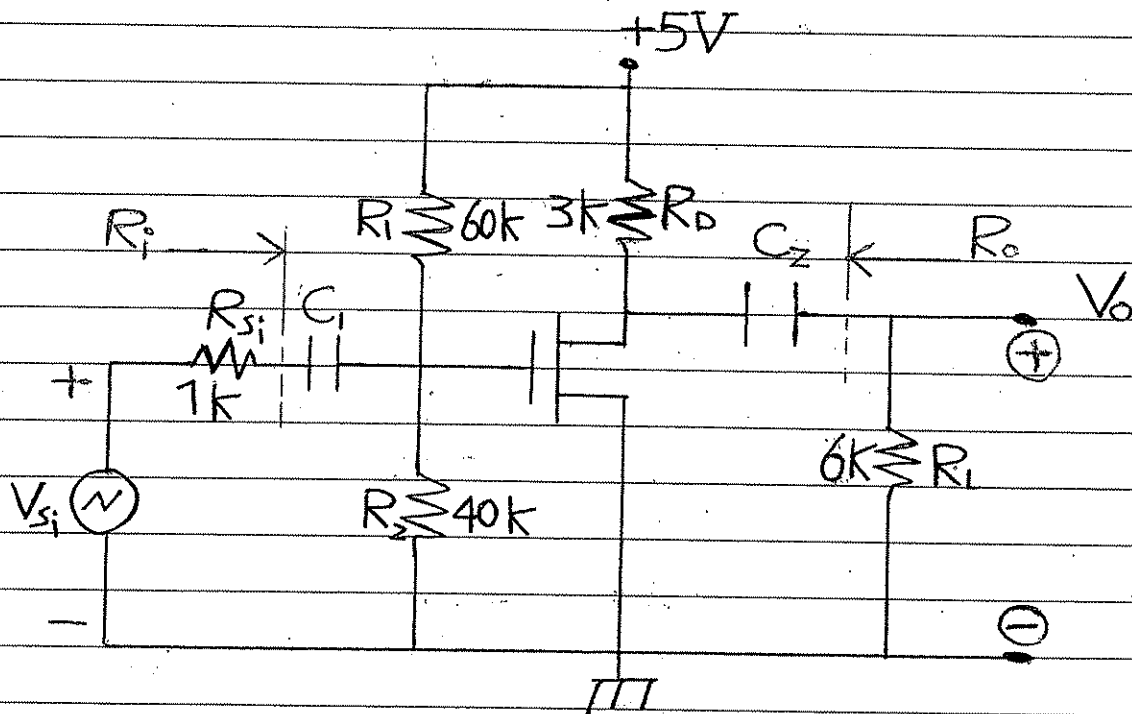 +5V
R1 60k 3k RD
Ri C2 Ro
Rsi C1 Vo
+ 1k +
6k RL
Vsi R2 40k
− −